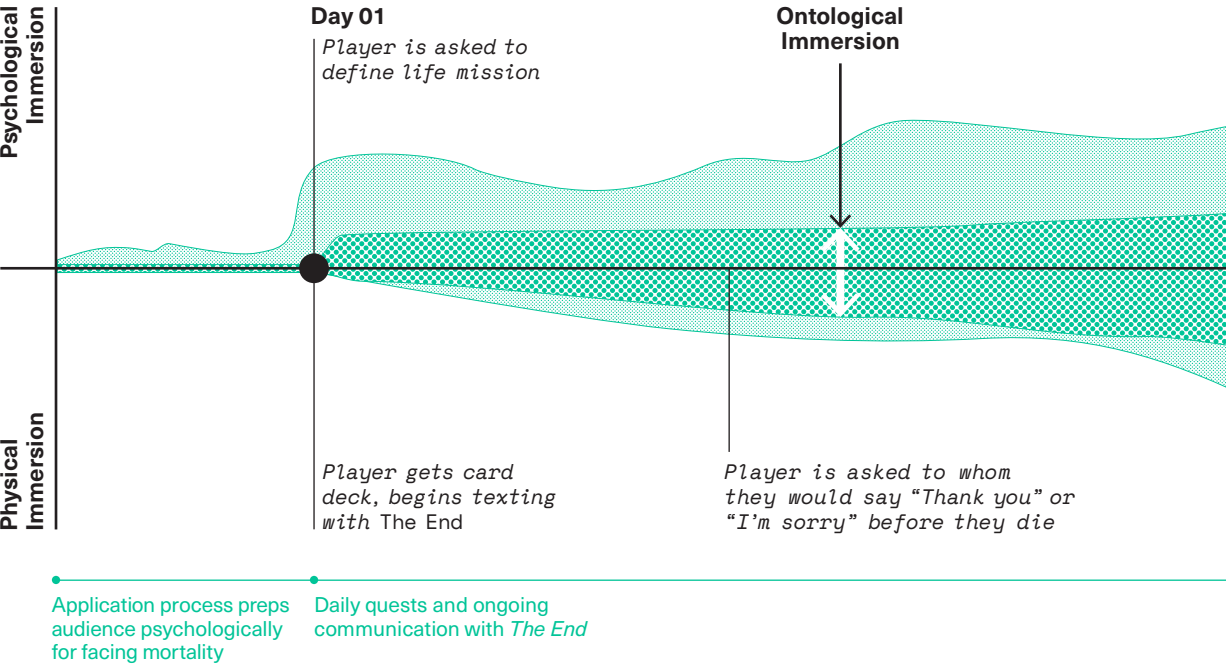 Psychological
Immersion
Day 01
Player is asked to
define life mission
Ontological
Immersion
Physical
Immersion
Player gets card
deck, begins texting
with The End
Player is asked to whom
they would say “Thank you” or
“I’m sorry” before they die
Application process preps
audience psychologically
for facing mortality
Daily quests and ongoing
communication with The End